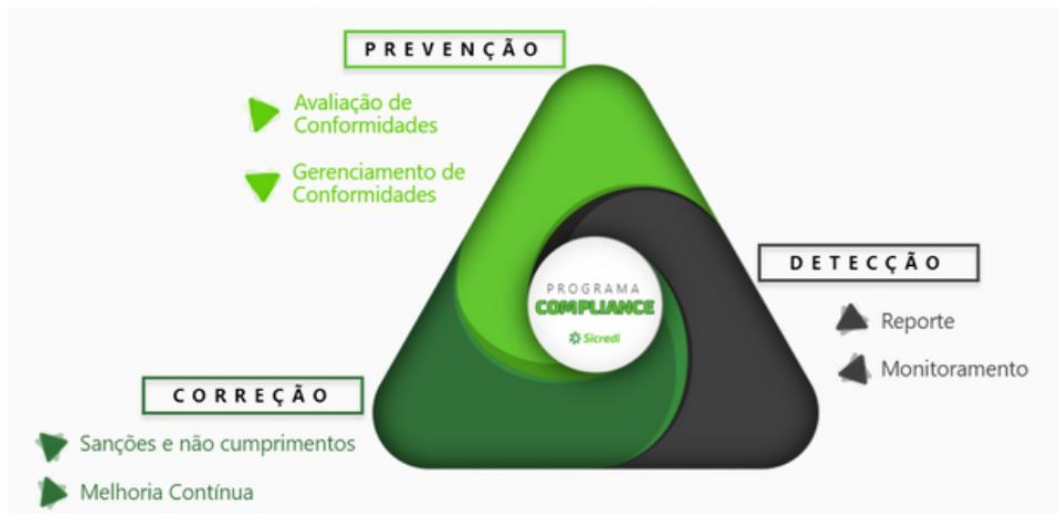 PREVENÇÃO
Avaliação de
Conformidades
Gerenciamento de
Conformidades
DETECÇÃO
Reporte
Monitoramento
PROGRAMA
COMPLIANCE
Sicredi
CORREÇÃO
Sanções e não cumprimentos
Melhoria Contínua